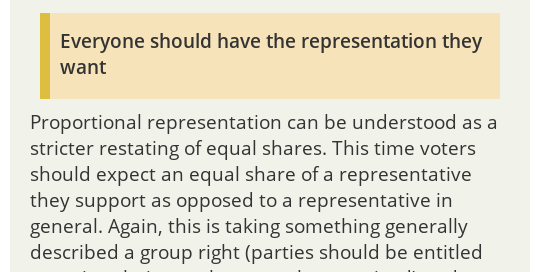 Everyone should have the representation they
want
Proportional representation can be understood as a
stricter restating of equal shares. This time voters
should expect an equal share of a representative
they support as opposed to a representative in
general. Again, this is taking something generally
described a group right (parties should be entitled